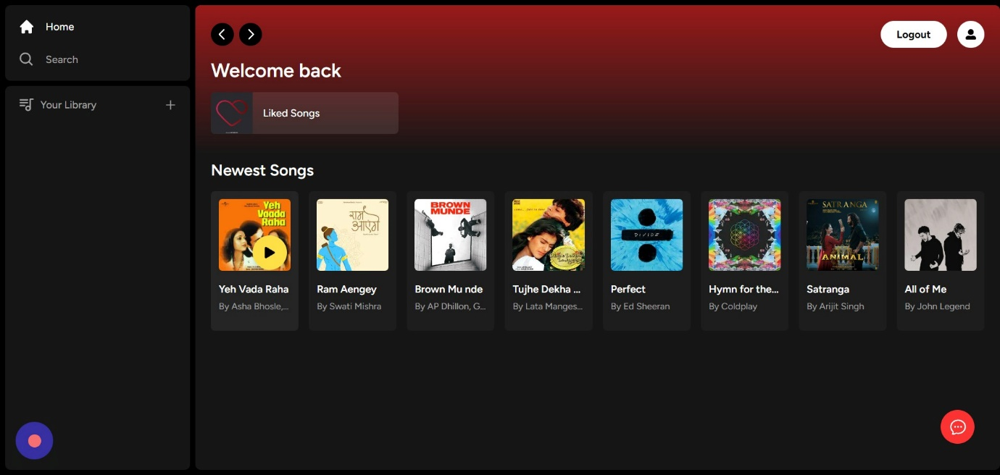 Home
Search
Your Library
Logout
Welcome back
Liked Songs
Newest Songs
Yeh
Vaada
Raha
Yeh Vada Raha
By Asha Bhosle,...
राम
आएंगे
Ram Aengey
By Swati Mishra
BROWN
MUNDE
Brown Mu nde
By AP Dhillon, G...
Tujhe Dekha ...
By Lata Manges...
DIVIDE
Perfect
By Ed Sheeran
Hymn for the...
By Coldplay
SATRANGA
ANIMAL
Satranga
By Arijit Singh
All of Me
By John Legend